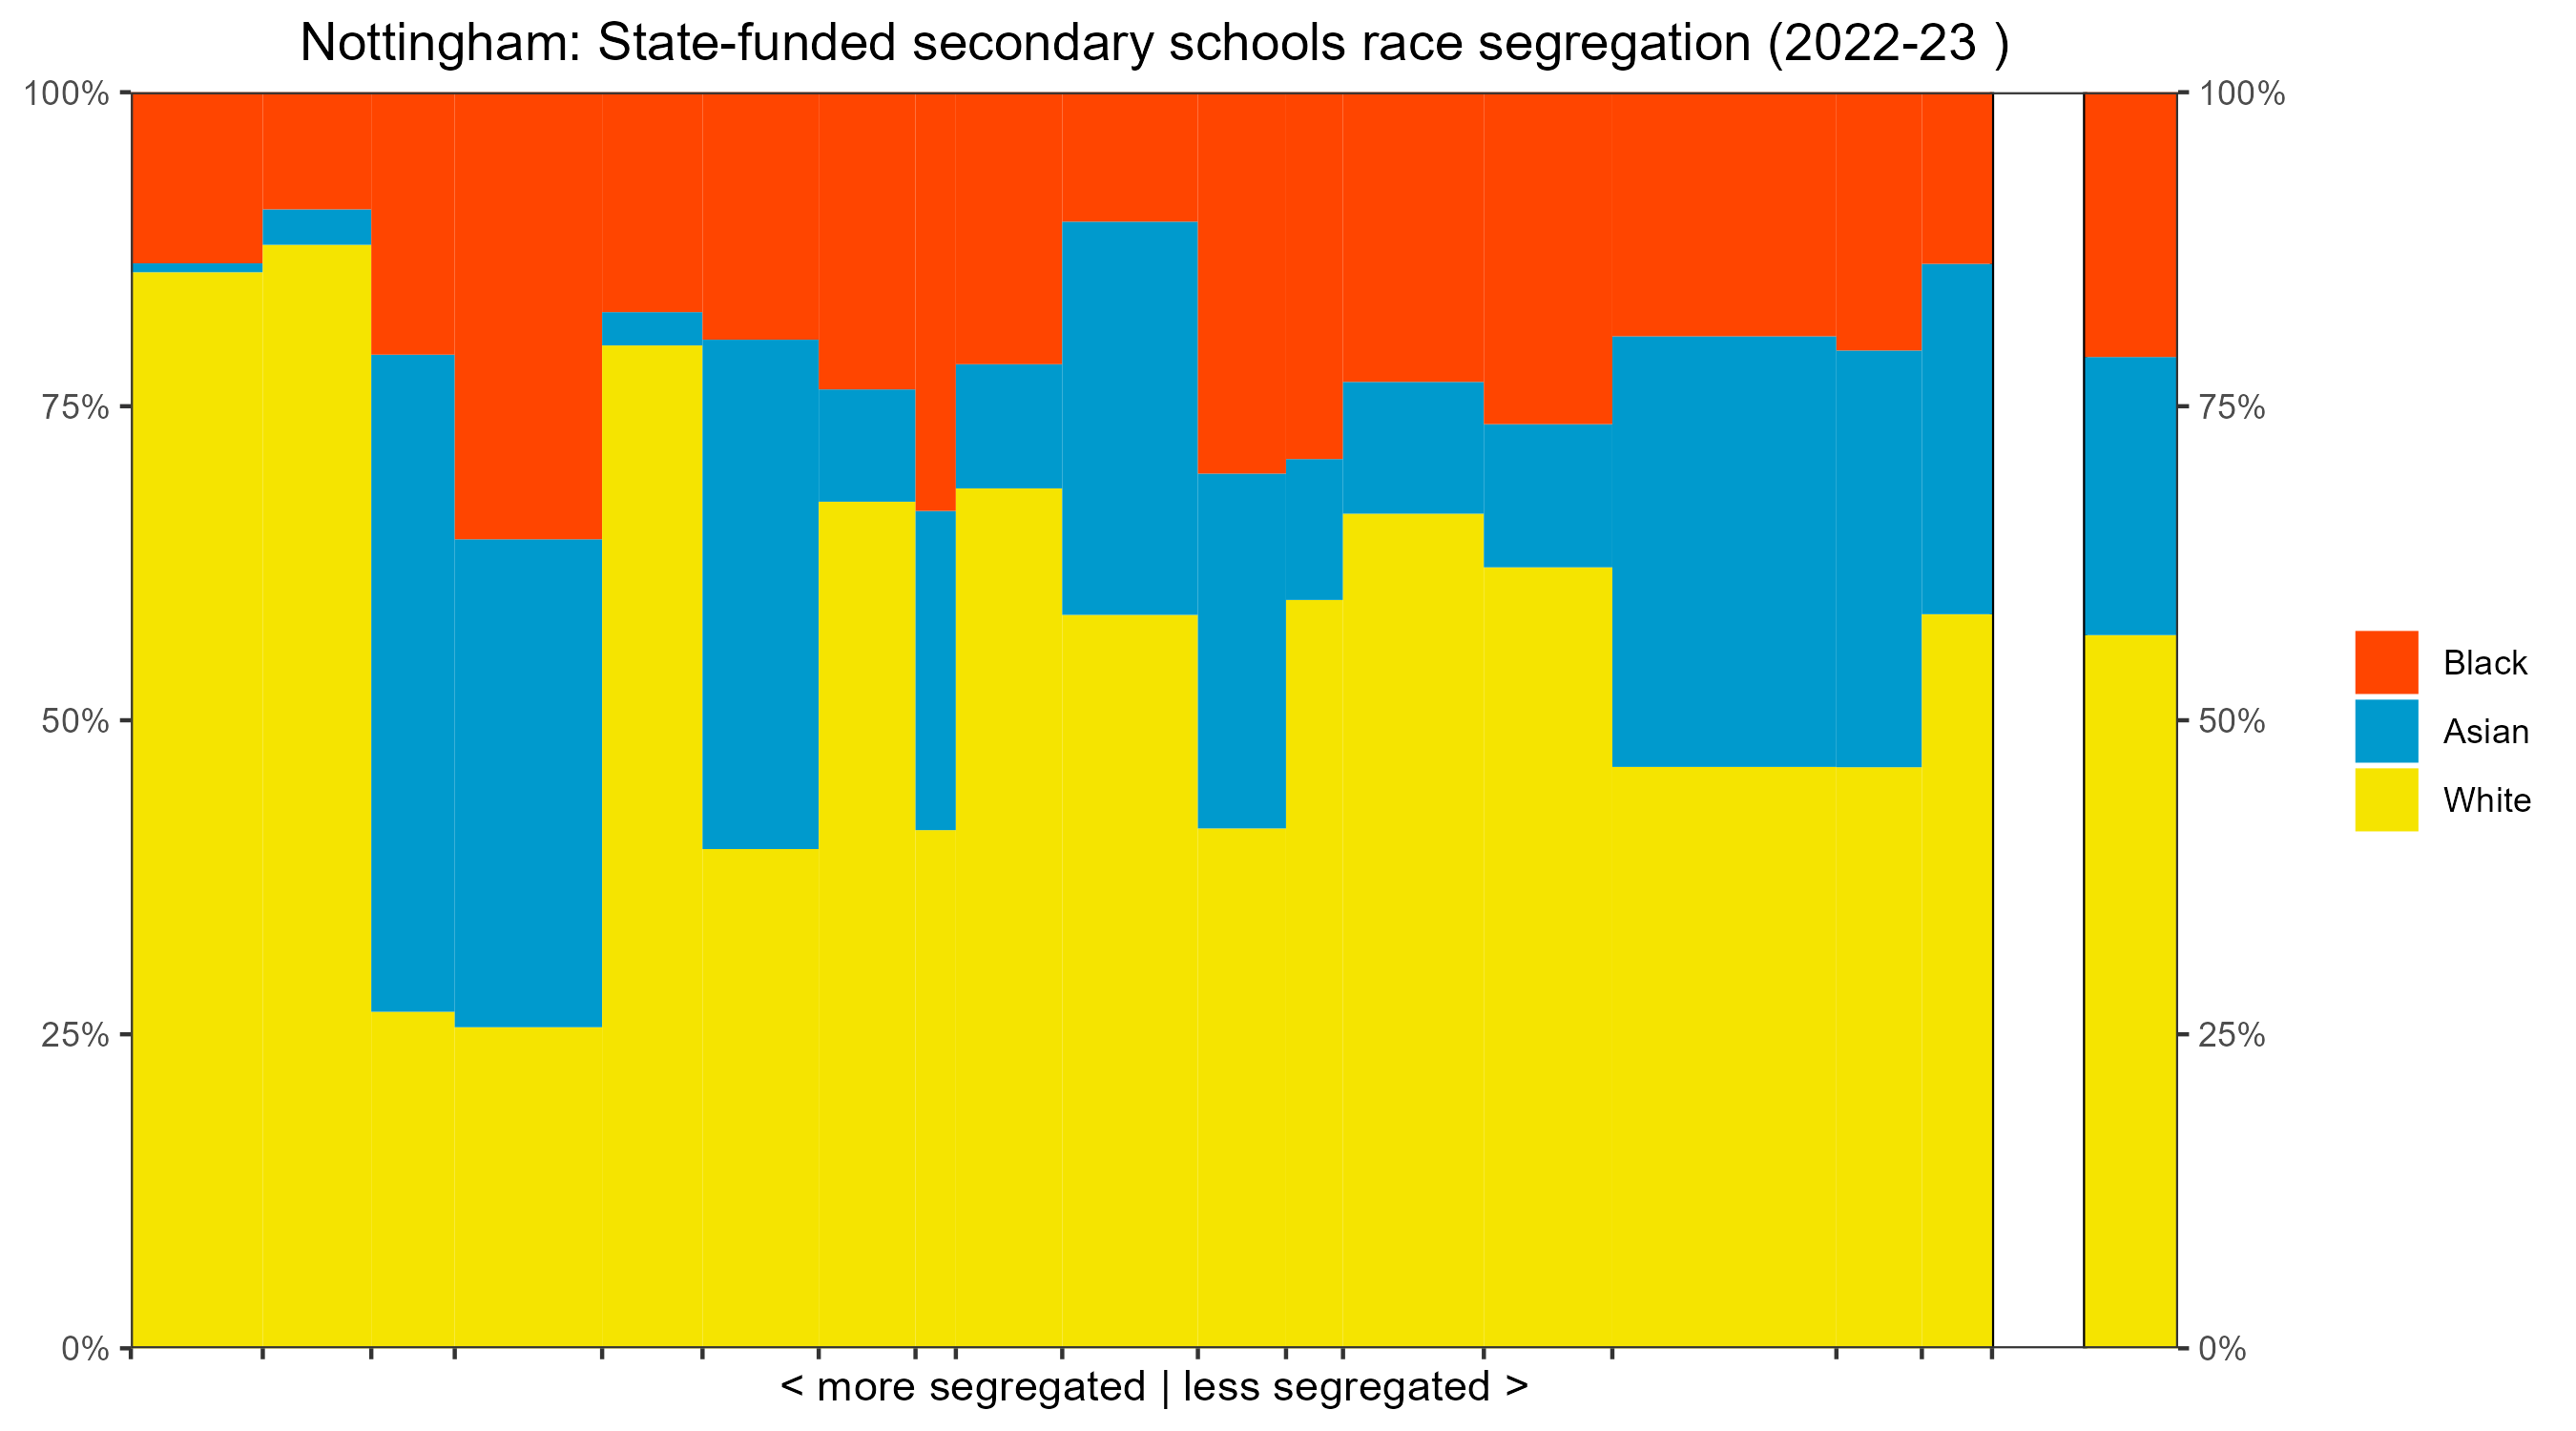 Nottingham: State-funded secondary schools race segregation (2022-23 )
100%
75%
50%
25%
0%
100%
75%
50%
25%
0%
Black
Asian
White
< more segregated | less segregated >